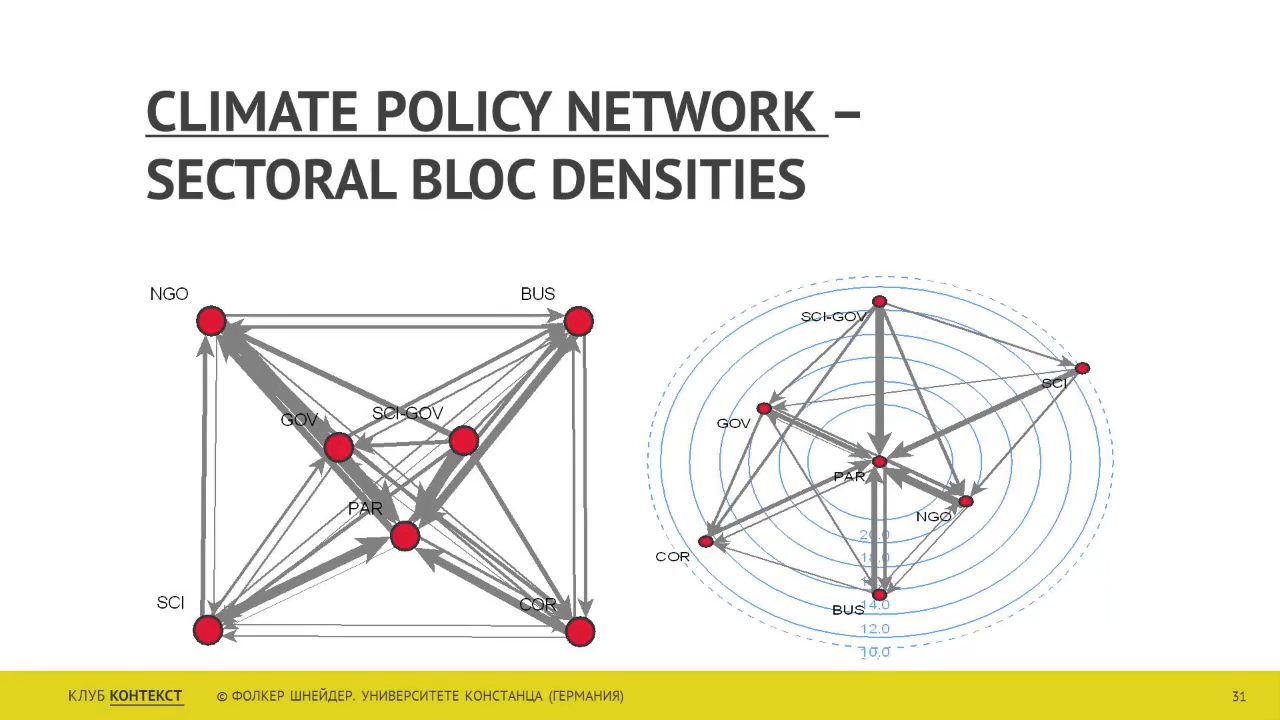 CLIMATE POLICY NETWORK –
SECTORAL BLOC DENSITIES
NGO
BUS
GOV
SCI-GOV
PAR
SCI
COR
SCI-GOV
SCI
GOV
PAR
NGO
COR
BUS
20.0
18.0
14.0
12.0
10.0
КЛУБ КОНТЕКСТ
© ФОЛКЕР ШНЕЙДЕР. УНИВЕРСИТЕТЕ КОНСТАНЦА (ГЕРМАНИЯ)
31